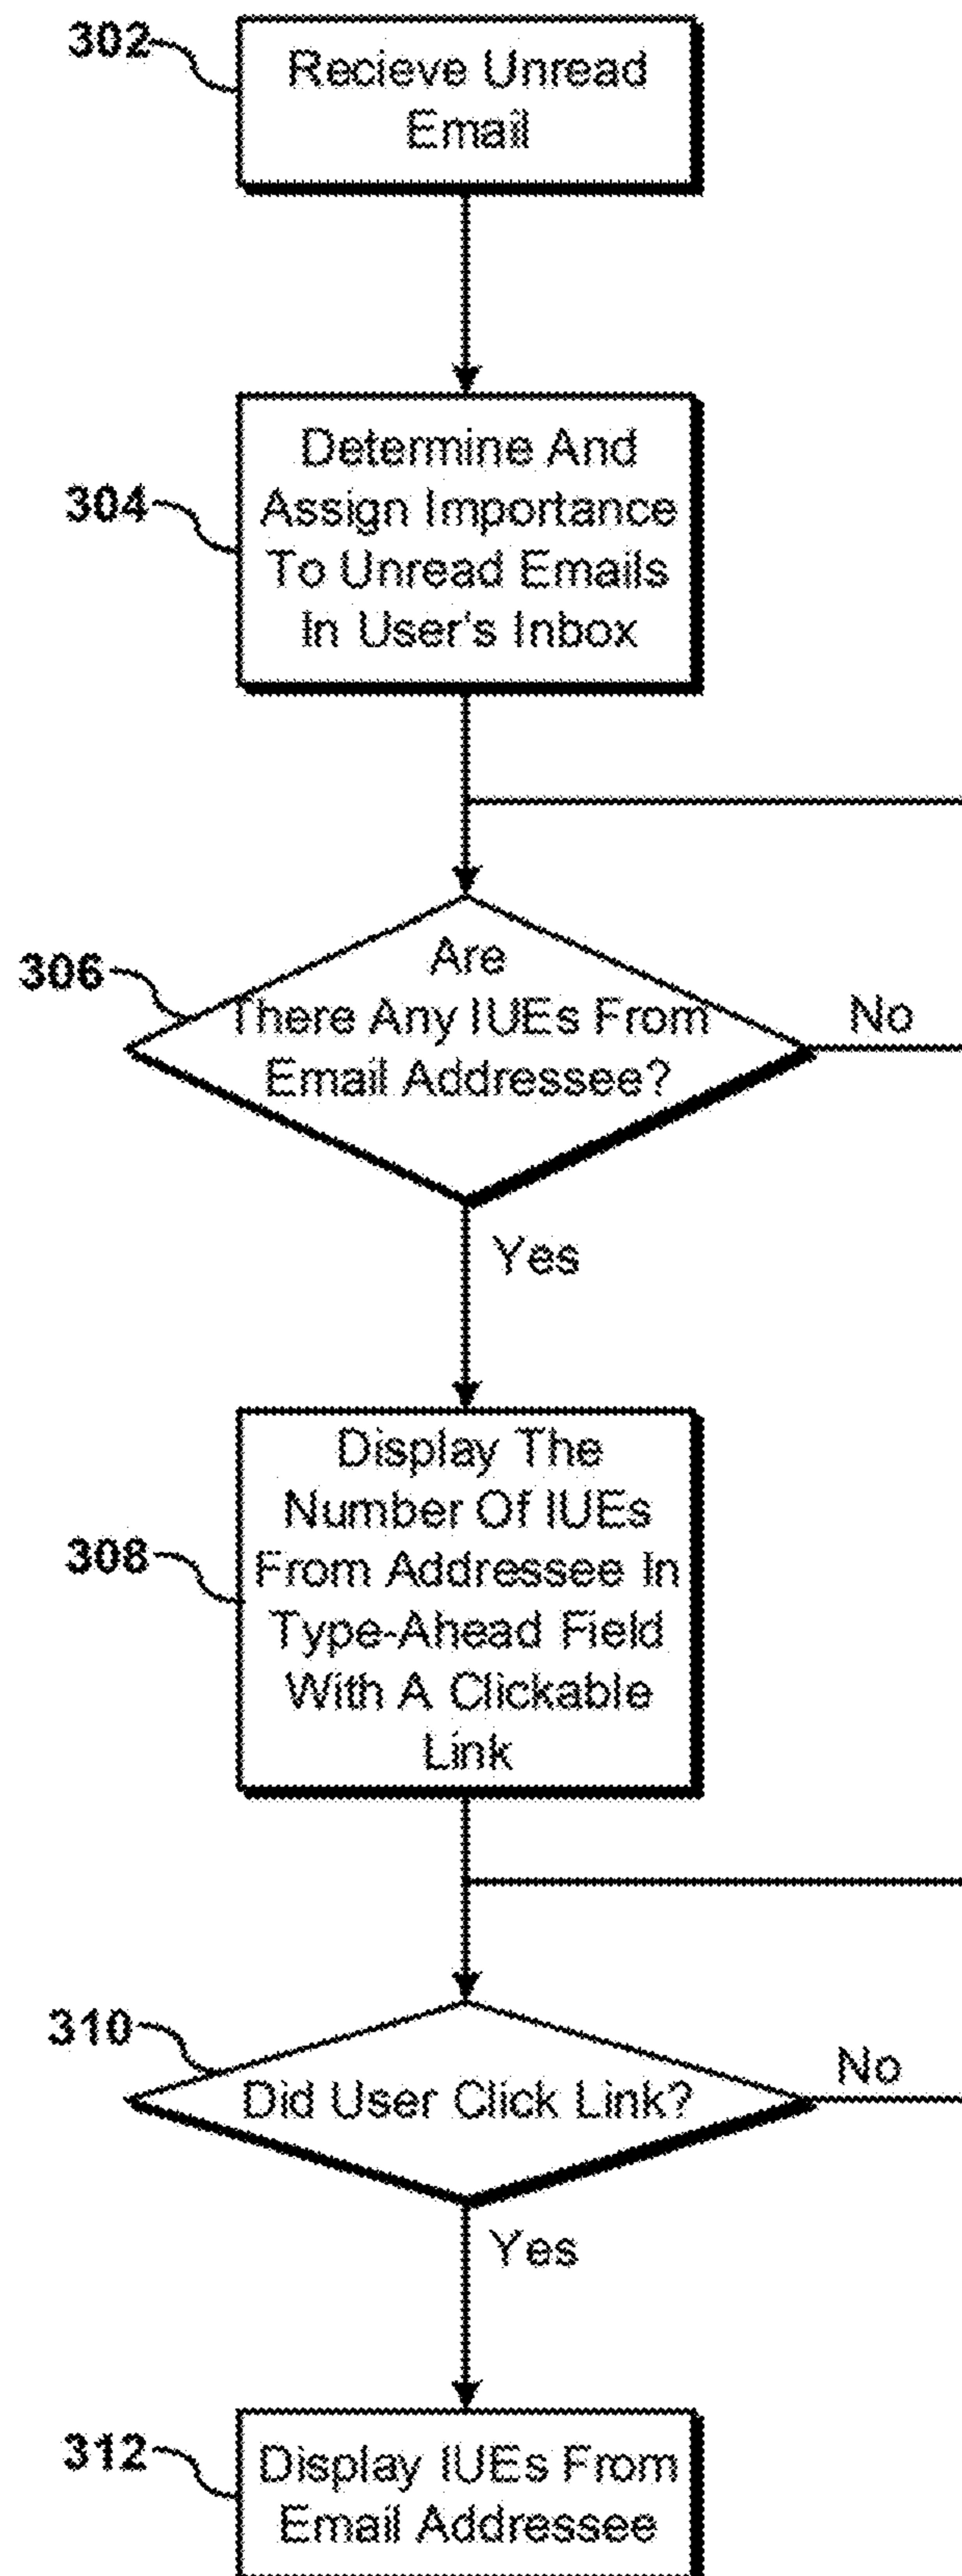 302
Recieve Unread
Email
304
Determine And
Assign Importance
To Unread Emails
In User's Inbox
306
Are
There Any IUEs From
Email Addressee?
No
Yes
308
Display The
Number Of IUEs
From Addressee In
Type-Ahead Field
With A Clickable
Link
310
Did User Click Link?
No
Yes
312
Display IUEs From
Email Addressee